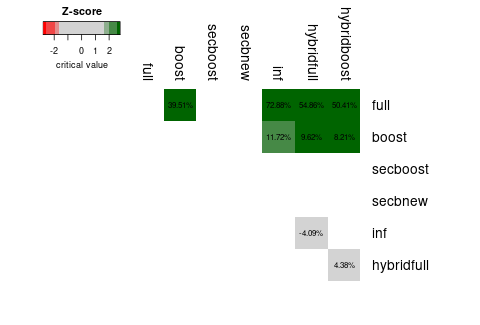 Z-score
-2 0 1 2
critical value
full boost secboost secbnew inf hybridfull hybridboost
39.51% 72.88% 54.86% 50.41% full
11.72% 9.62% 8.21% boost
secboost
secbnew
-4.09% inf
4.38% hybridfull